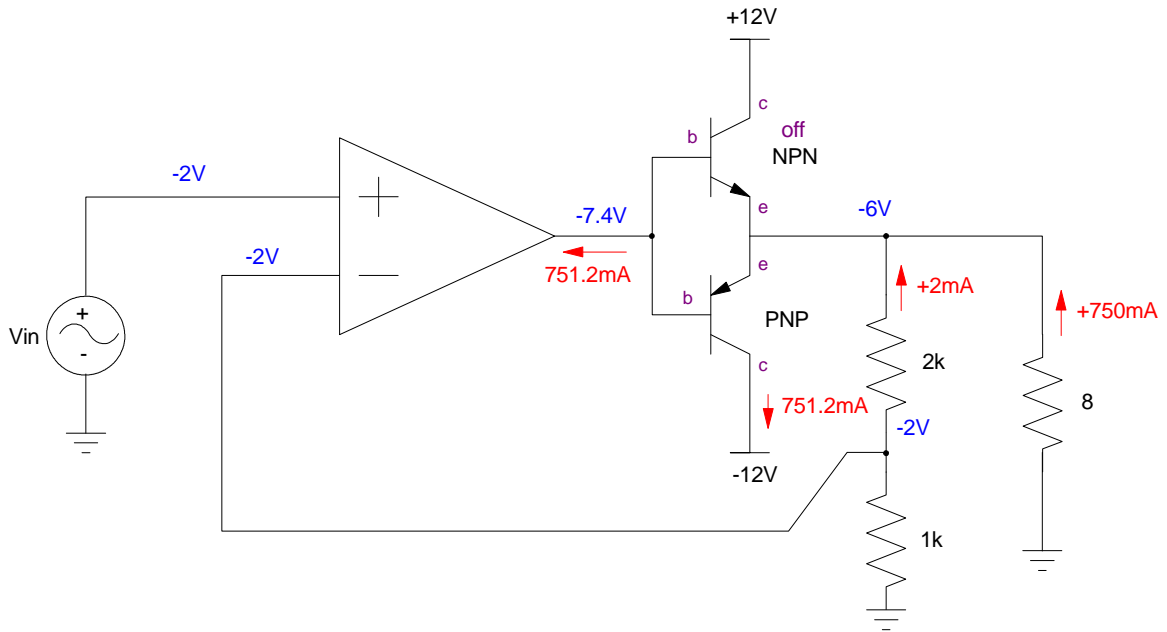 +12V
c
off
b
NPN
-2V
e
-7.4V
-6V
-2V
751.2mA
e
+2mA
b
+750mA
Vin
+
-
PNP
2k
c
751.2mA
8
-2V
-12V
1k